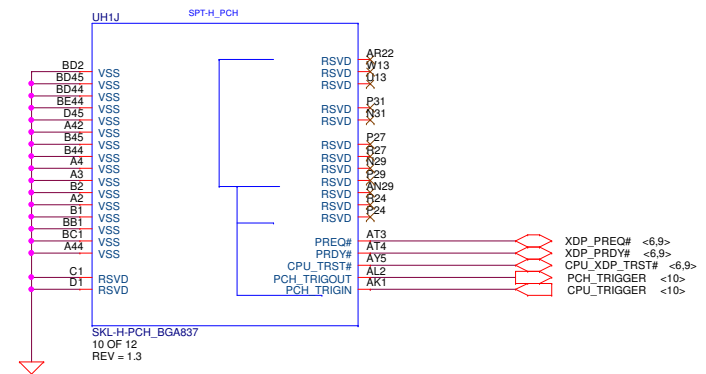 UH1J
SPT-H_PCH
BD2 VSS
BD45 VSS
BD44 VSS
BE44 VSS
D45 VSS
A42 VSS
B45 VSS
B44 VSS
A4 VSS
A3 VSS
B2 VSS
A2 VSS
B1 VSS
BB1 VSS
BC1 VSS
A44 VSS
C1 RSVD
D1 RSVD
RSVD AR22
RSVD W13
RSVD U13
RSVD P31
RSVD N31
RSVD P27
RSVD R27
RSVD N29
RSVD P29
RSVD AN29
RSVD R24
RSVD P24
PREQ# AT3 XDP_PREQ# <6,9>
PRDY# AT4 XDP_PRDY# <6,9>
CPU_TRST# AY5 CPU_XDP_TRST# <6,9>
PCH_TRIGOUT AL2 PCH_TRIGGER <10>
PCH_TRIGIN AK1 CPU_TRIGGER <10>
SKL-H-PCH_BGA837
10 OF 12
REV = 1.3